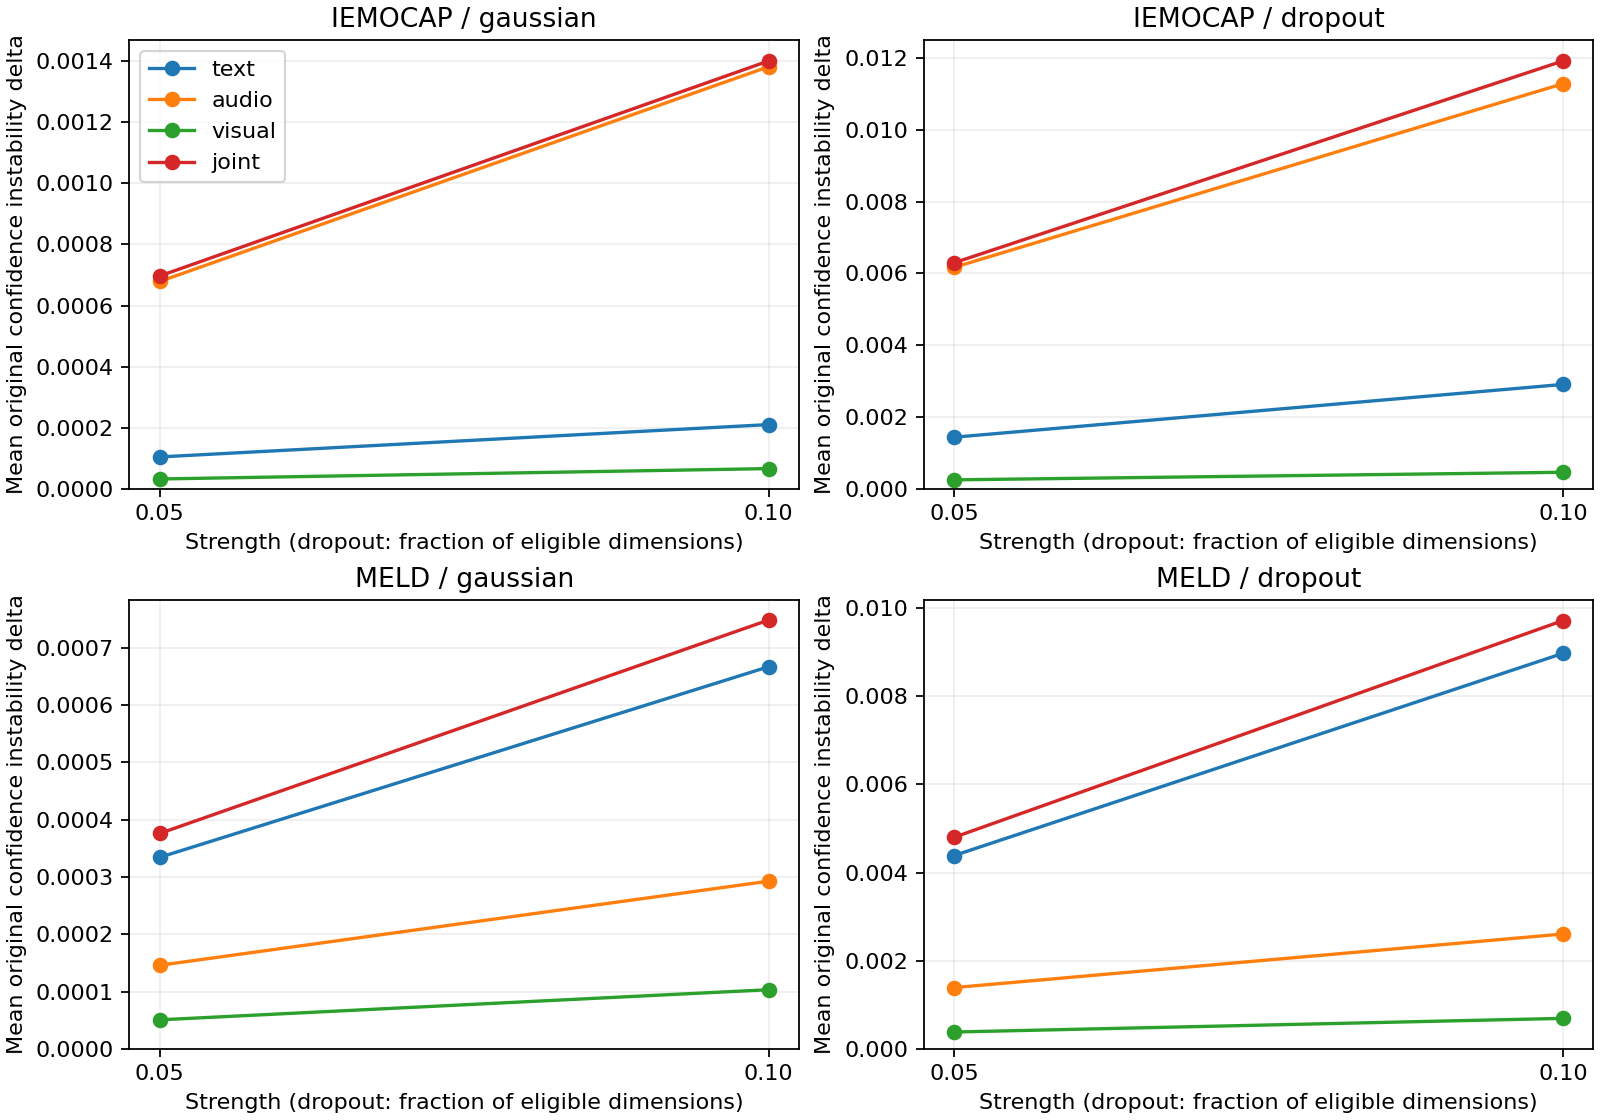 IEMOCAP / gaussian
Mean original confidence instability delta
0.0014
0.0012
0.0010
0.0008
0.0006
0.0004
0.0002
0.0000
text
audio
visual
joint
0.05
0.10
Strength (dropout: fraction of eligible dimensions)
IEMOCAP / dropout
Mean original confidence instability delta
0.012
0.010
0.008
0.006
0.004
0.002
0.000
0.05
0.10
Strength (dropout: fraction of eligible dimensions)
MELD / gaussian
Mean original confidence instability delta
0.0007
0.0006
0.0005
0.0004
0.0003
0.0002
0.0001
0.0000
0.05
0.10
Strength (dropout: fraction of eligible dimensions)
MELD / dropout
Mean original confidence instability delta
0.010
0.008
0.006
0.004
0.002
0.000
0.05
0.10
Strength (dropout: fraction of eligible dimensions)